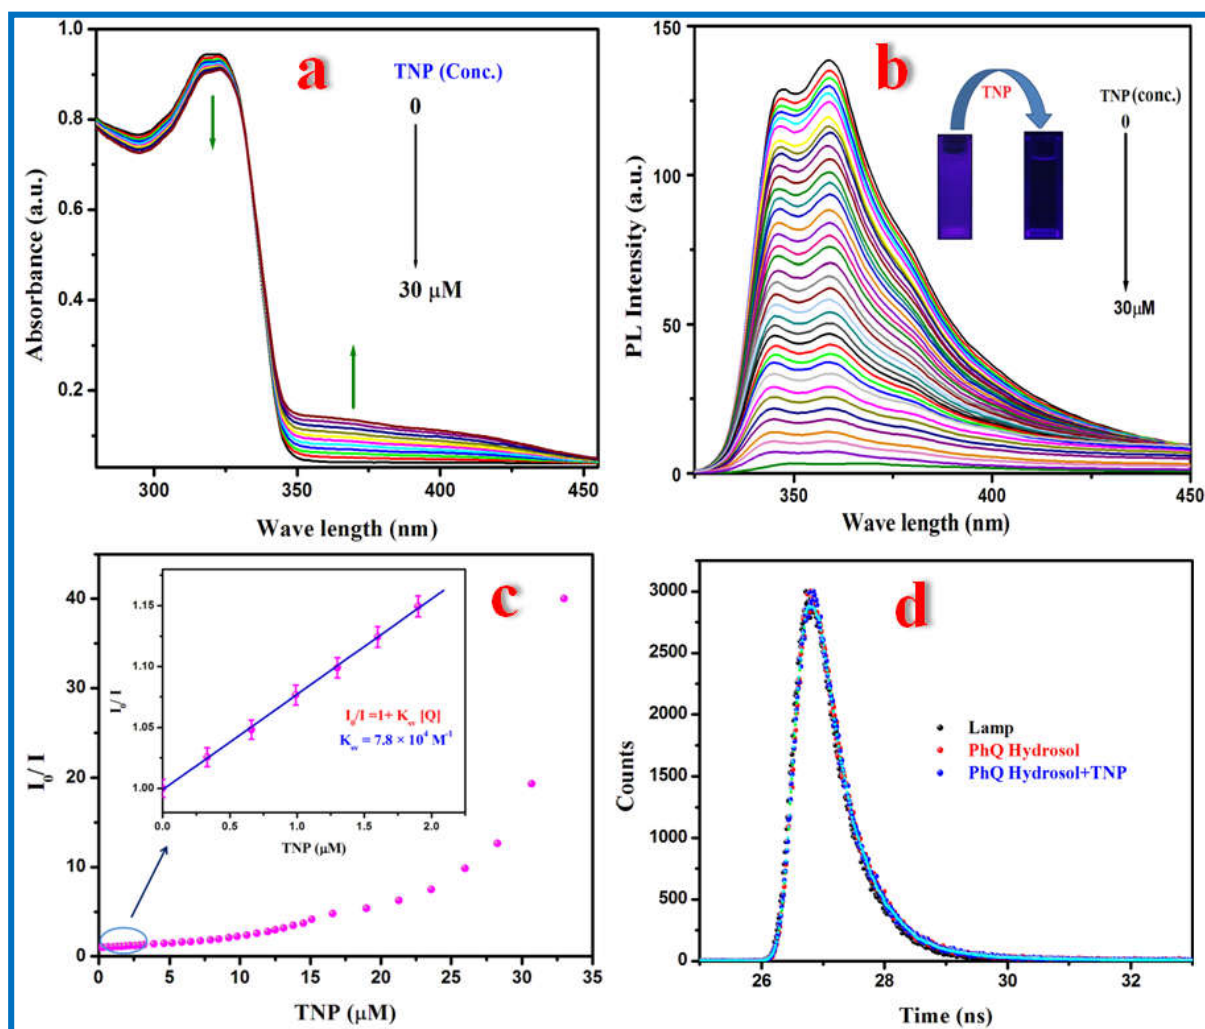 a
TNP (Conc.)
0
30 μM
1.0
0.8
0.6
0.4
0.2
300
350
400
450
Absorbance (a.u.)
Wave length (nm)
b
TNP
TNP (conc.)
0
30μM
150
100
50
0
350
400
450
PL Intensity (a.u.)
Wave length (nm)
c
40
30
20
10
0
0
5
10
15
20
25
30
35
I₀/ I
TNP (μM)
1.15
1.10
1.05
1.00
0.0
0.5
1.0
1.5
2.0
I₀/ I
TNP (μM)
I₀/I =1+ Kₛᵥ [Q]
Kₛᵥ = 7.8 × 10⁴ M⁻¹
d
3000
2500
2000
1500
1000
500
0
26
28
30
32
Counts
Time (ns)
Lamp
PhQ Hydrosol
PhQ Hydrosol+TNP